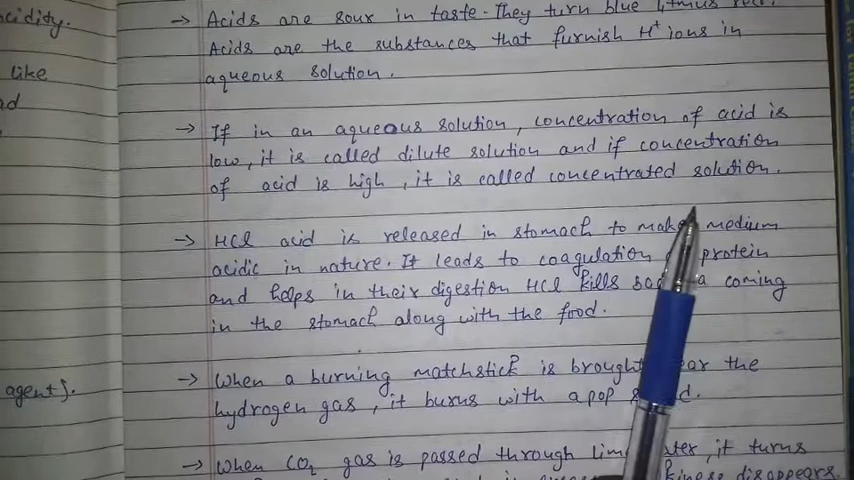 cidity.
like
→ Acids are sour in taste. They turn blue litmus
Acids are the substances that furnish H⁺ ions in
aqueous solution.
→ If in an aqueous solution, concentration of acid is
low, it is called dilute solution and if concentration
of acid is high, it is called concentrated solution.
→ HCl acid is released in stomach to make medium
acidic in nature. It leads to coagulation protein
and helps in their digestion HCl kills coming
in the stomach along with the food.
agent).
→ When a burning matchstick is brought the
hydrogen gas, it burns with a pop
→ When CO₂ gas is passed through it turns
disappears